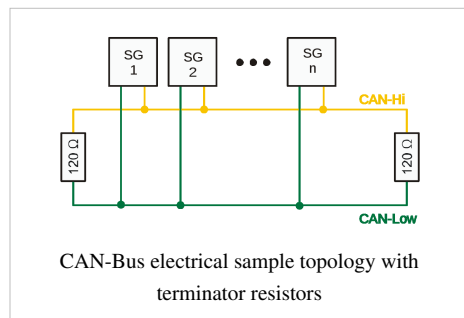 SG
1
SG
2
SG
n
CAN-Hi
120 Ω
120 Ω
CAN-Low
CAN-Bus electrical sample topology with
terminator resistors